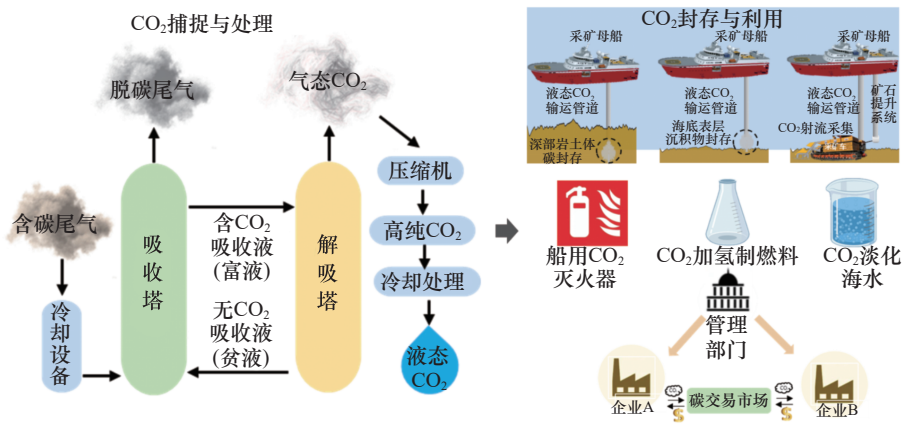 CO₂捕捉与处理
脱碳尾气
气态CO₂
含碳尾气
冷却设备
吸收塔
含CO₂
吸收液
(富液)
无CO₂
吸收液
(贫液)
解吸塔
压缩机
高纯CO₂
冷却处理
液态
CO₂
CO₂封存与利用
采矿母船
液态CO₂
输运管道
深部岩土体
碳封存
采矿母船
液态CO₂
输运管道
海底表层
沉积物封存
采矿母船
液态CO₂
输运管道
矿石
提升
系统
CO₂射流采集
船用CO₂
灭火器
CO₂加氢制燃料
CO₂淡化
海水
管理
部门
企业A
CO₂
$
碳交易市场
CO₂
$
企业B